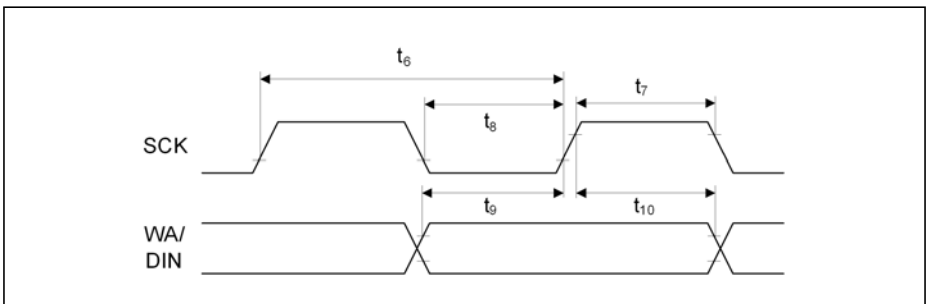 t₆
t₇
t₈
SCK
t₉
t₁₀
WA/
DIN